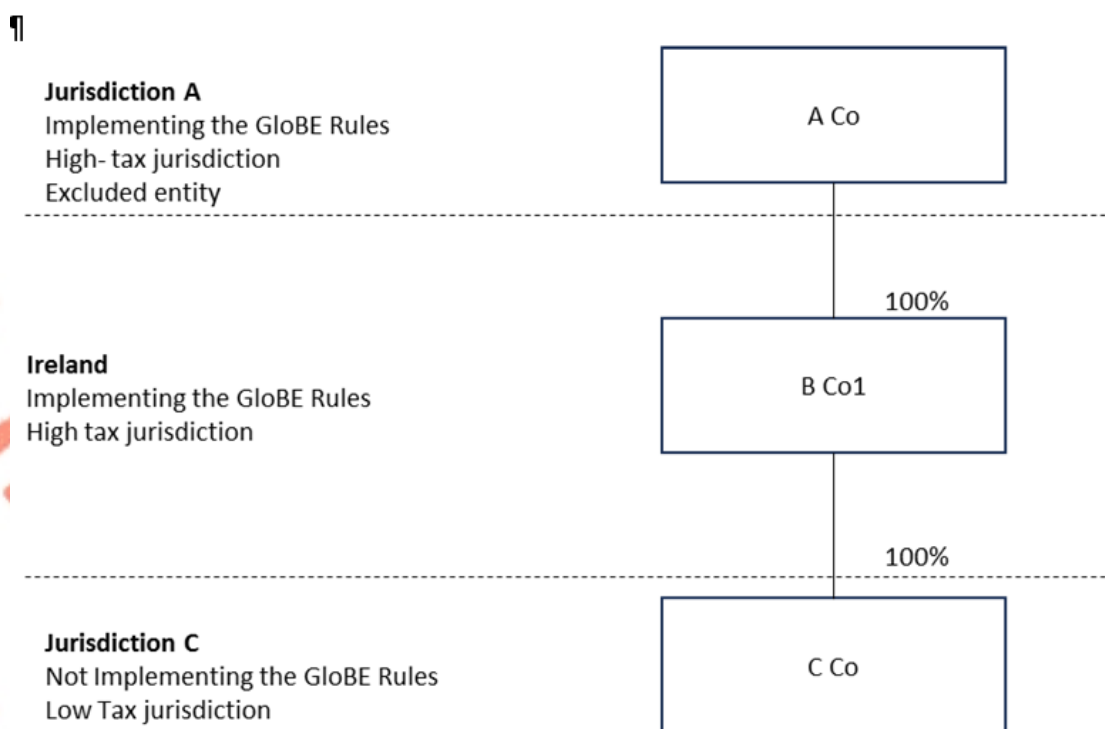 ¶
Jurisdiction A
Implementing the GloBE Rules
High- tax jurisdiction
Excluded entity
A Co
100%
Ireland
Implementing the GloBE Rules
High tax jurisdiction
B Co1
100%
Jurisdiction C
Not Implementing the GloBE Rules
Low Tax jurisdiction
C Co